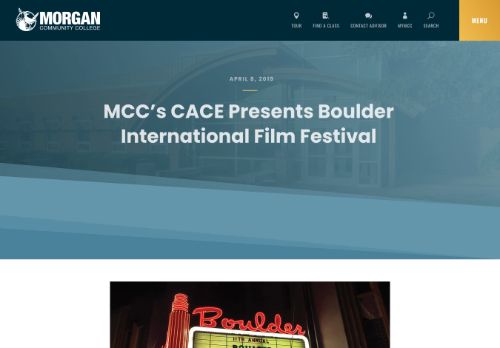 MORGAN
COMMUNITY COLLEGE
TOUR
FIND A CLASS
CONTACT ADVISOR
MYMCC
SEARCH
MENU
APRIL 8, 2015
MCC's CACE Presents Boulder
International Film Festival
Boulder
11TH ANNUAL